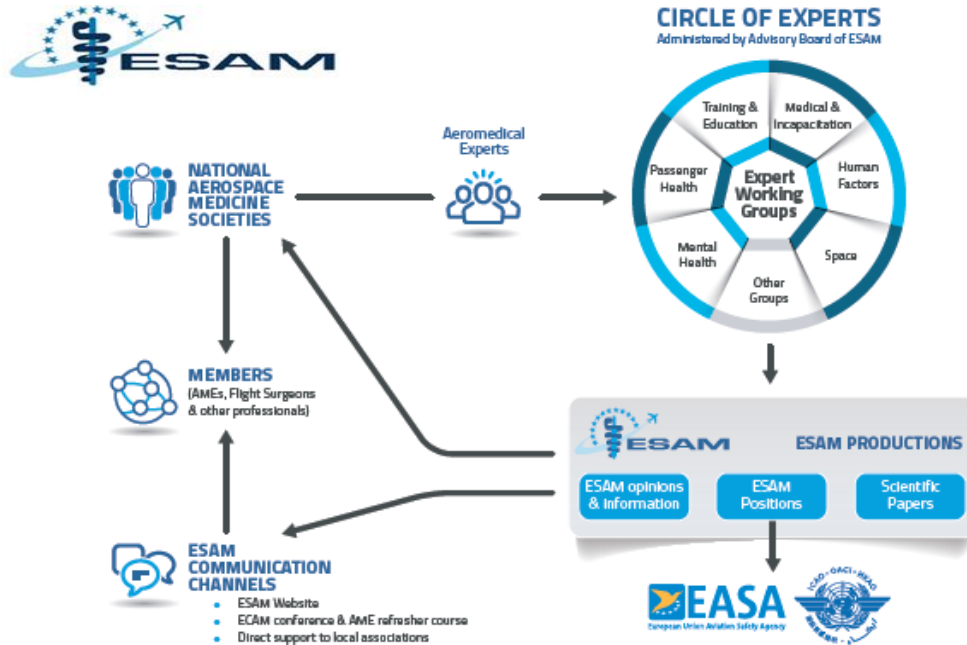 ESAM
CIRCLE OF EXPERTS
Administered by Advisory Board of ESAM
Training &
Education
Medical &
Incapacitation
Human
Factors
Space
Other
Groups
Mental
Health
Passenger
Health
Expert
Working
Groups
Aeromedical
Experts
NATIONAL
AEROSPACE
MEDICINE
SOCIETIES
MEMBERS
(AMEs, Flight Surgeons
& other professionals)
ESAM
ESAM PRODUCTIONS
ESAM opinions
& information
ESAM
Positions
Scientific
Papers
ESAM
COMMUNICATION
CHANNELS
• ESAM Website
• ECAM conference & AME refresher course
• Direct support to local associations
EASA
European Union Aviation Safety Agency
ICAO · OACI · ИКАО